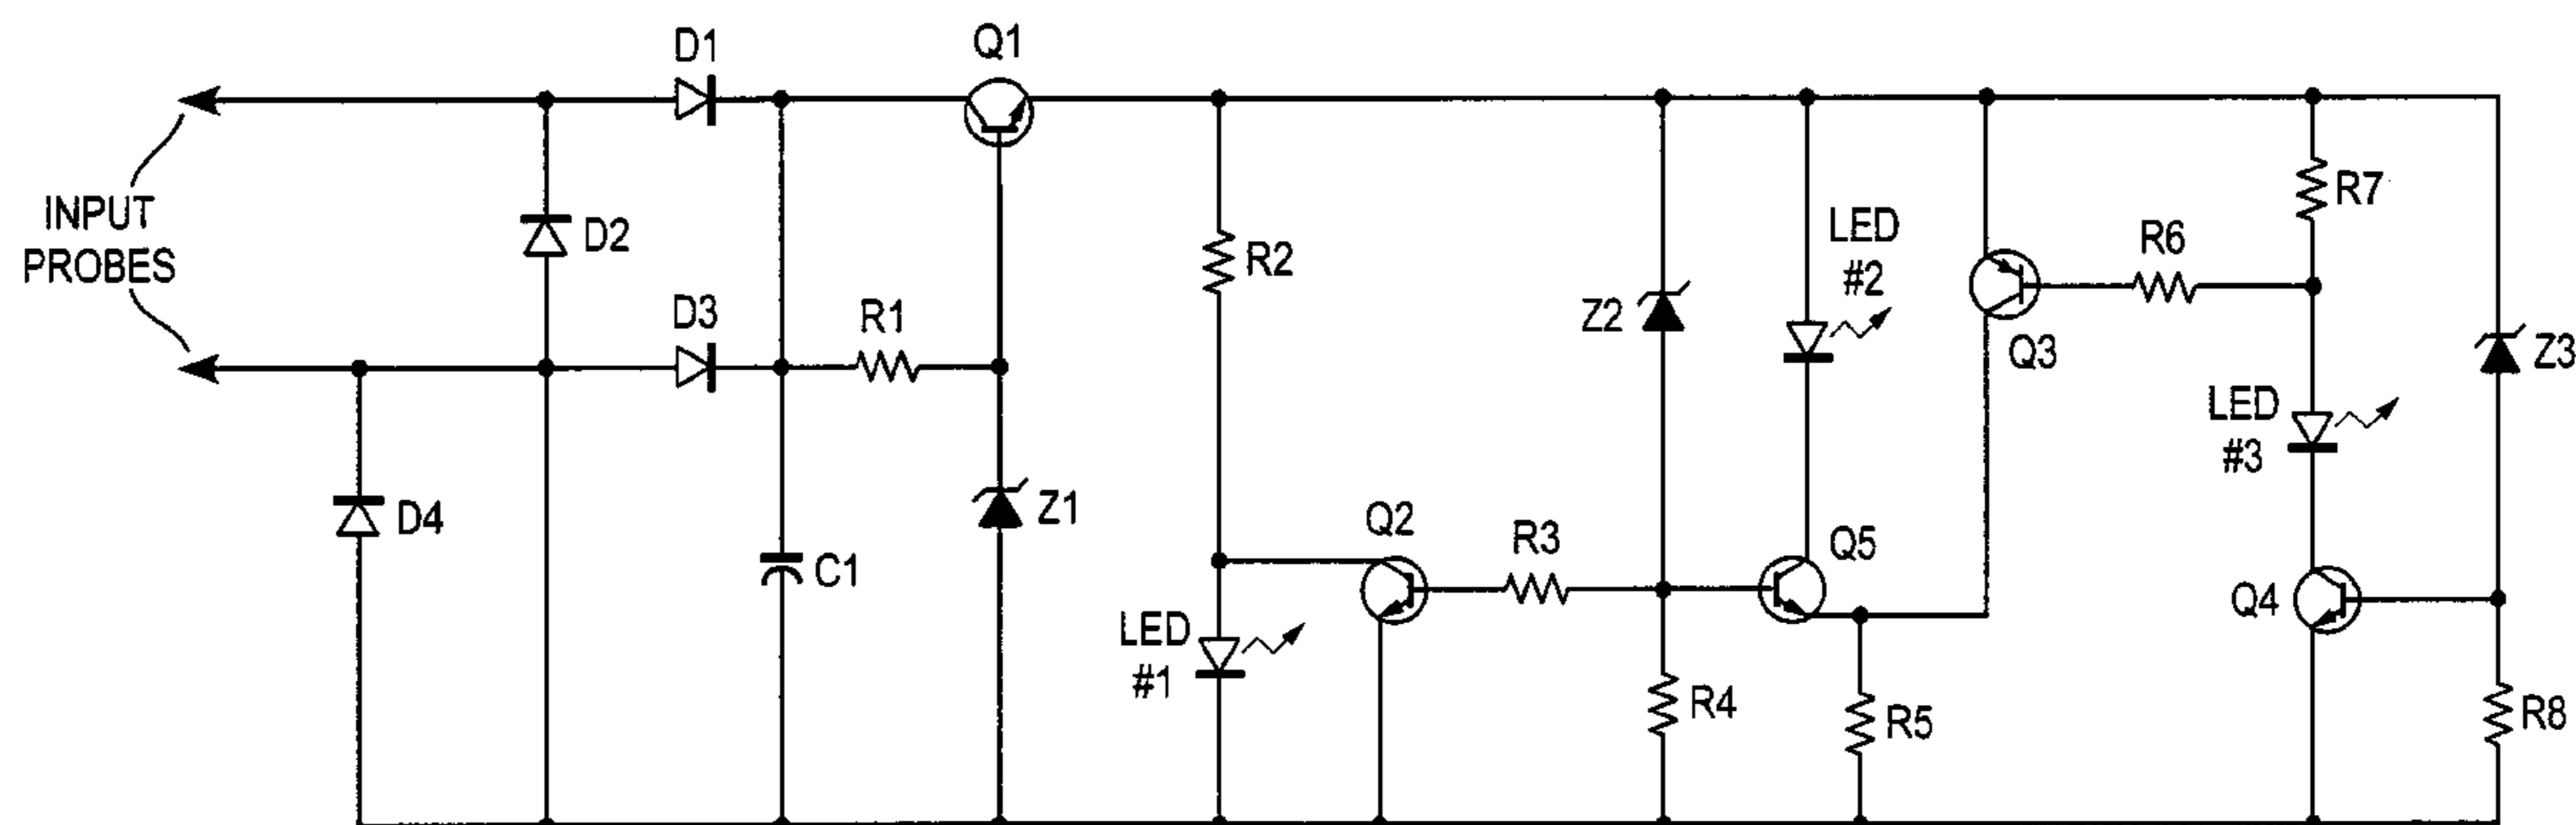 D1
Q1
INPUT
PROBES
D2
D3
R1
D4
Z1
C1
R2
LED
#1
Q2
R3
Z2
R4
LED
#2
Q5
R5
Q3
R6
R7
LED
#3
Q4
Z3
R8